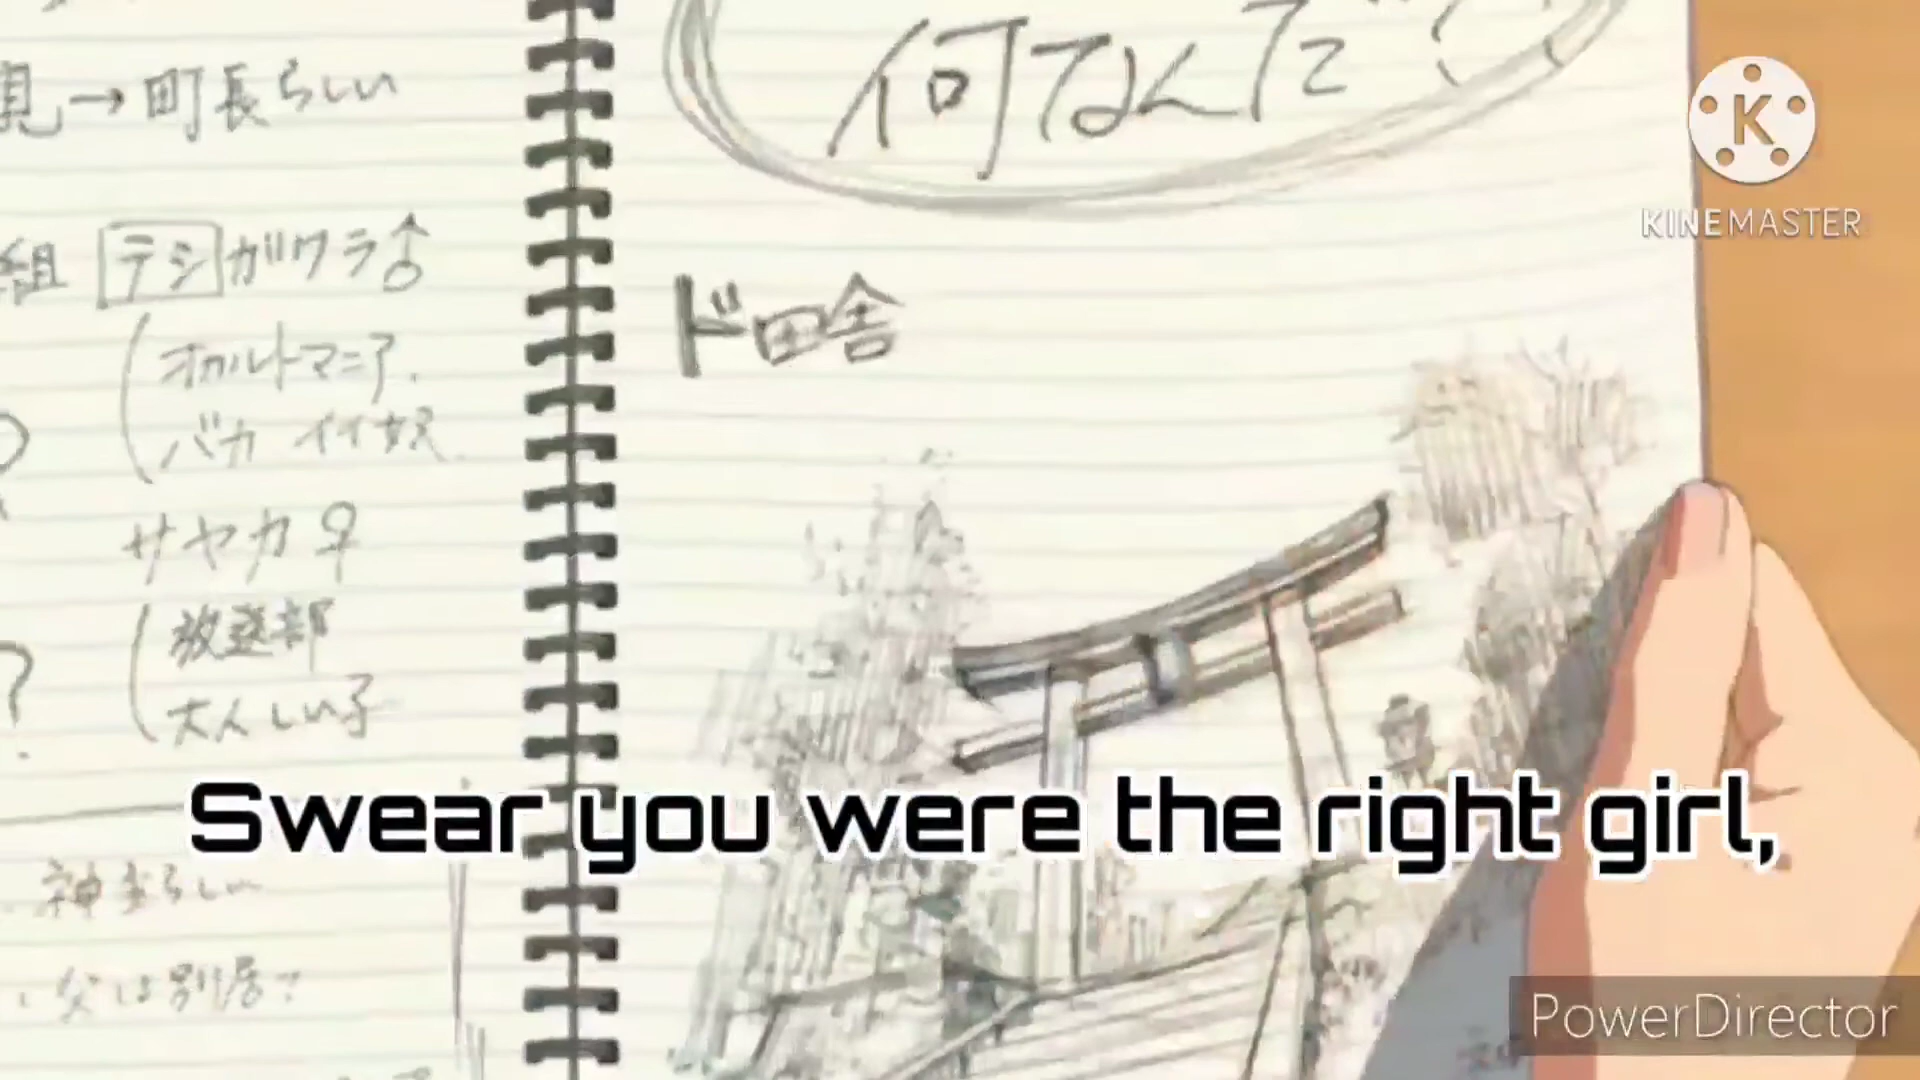 見→町長らしい
組 テシガワラ♂
オカルトマニア.
バカ イイ奴
サヤカ♀
放送部
大人しい子
?
神主らしい
父は別居?
何なんだ?
ド田舎
Swear you were the right girl,
K
KINEMASTER
PowerDirector